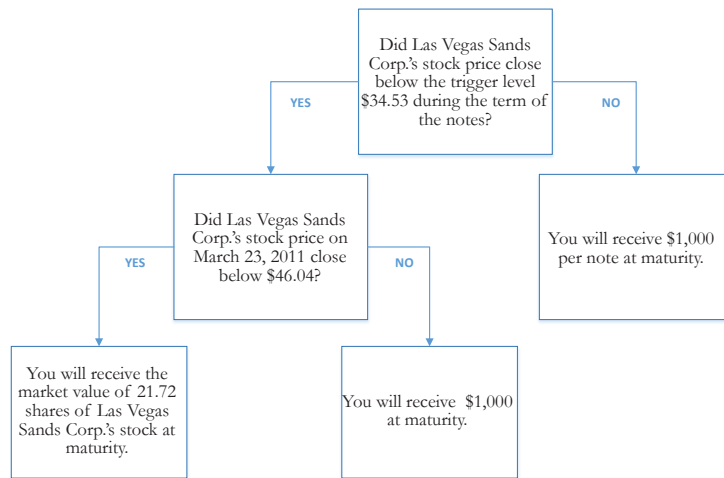 Did Las Vegas Sands
Corp.'s stock price close
below the trigger level
$34.53 during the term of
the notes?
YES
NO
Did Las Vegas Sands
Corp.'s stock price on
March 23, 2011 close
below $46.04?
You will receive $1,000
per note at maturity.
YES
NO
You will receive the
market value of 21.72
shares of Las Vegas
Sands Corp.'s stock at
maturity.
You will receive $1,000
at maturity.